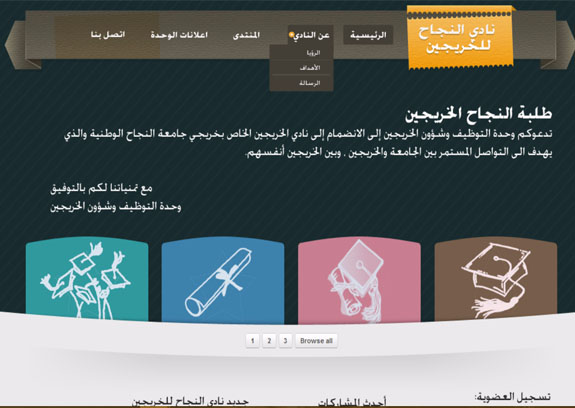 نادي النجاح
للخريجين
الرئيسية
عن النادي
المنتدى
اعلانات الوحدة
اتصل بنا
الرؤيا
الأهداف
الرسالة
طلبة النجاح الخريجين
تدعوكم وحدة التوظيف وشؤون الخريجين إلى الانضمام إلى نادي الخريجين الخاص بخريجي جامعة النجاح الوطنية والذي
يهدف الى التواصل المستمر بين الجامعة والخريجين , وبين الخريجين أنفسهم.
مع تمنياتنا لكم بالتوفيق
وحدة التوظيف وشؤون الخريجين
1 2 3 Browse all
تسجيل العضوية:
أحدث المشاركات
جديد نادي النجاح للخريجين